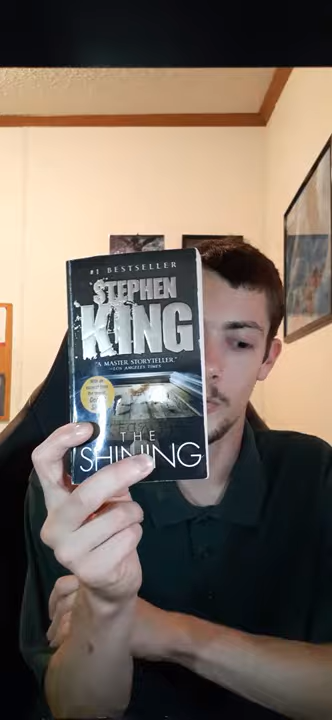 #1 BESTSELLER
STEPHEN
KING
"A MASTER STORYTELLER."
—LOS ANGELES TIMES
THE
SHINING